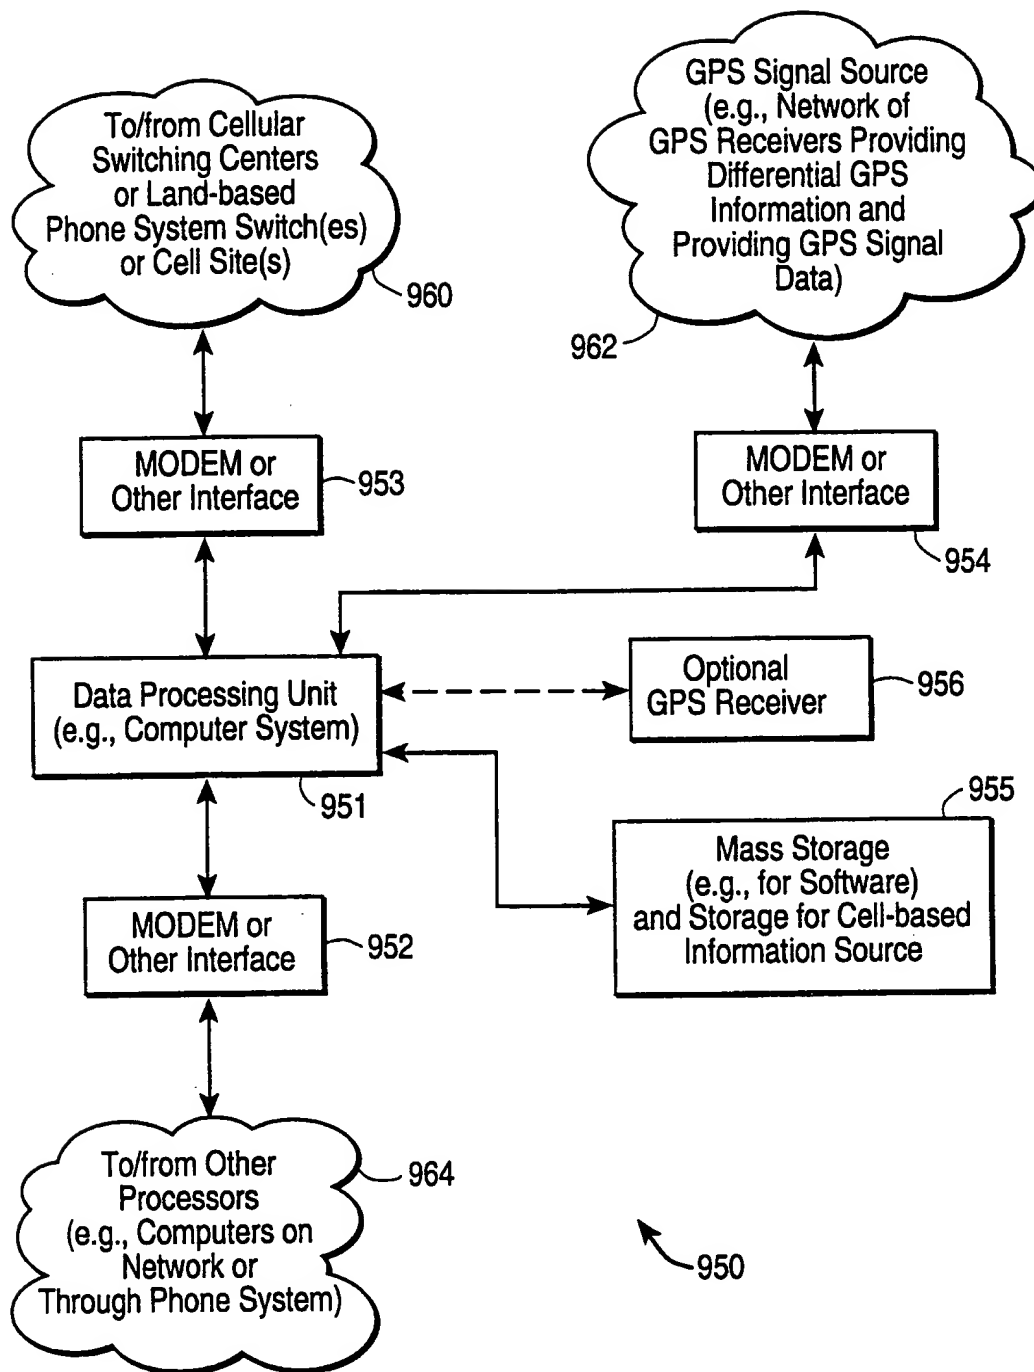 To/from Cellular
Switching Centers
or Land-based
Phone System Switch(es)
or Cell Site(s)
960
GPS Signal Source
(e.g., Network of
GPS Receivers Providing
Differential GPS
Information and
Providing GPS Signal
Data)
962
MODEM or
Other Interface
953
MODEM or
Other Interface
954
Data Processing Unit
(e.g., Computer System)
951
Optional
GPS Receiver
956
955
Mass Storage
(e.g., for Software)
and Storage for Cell-based
Information Source
MODEM or
Other Interface
952
To/from Other
Processors
(e.g., Computers on
Network or
Through Phone System)
964
950